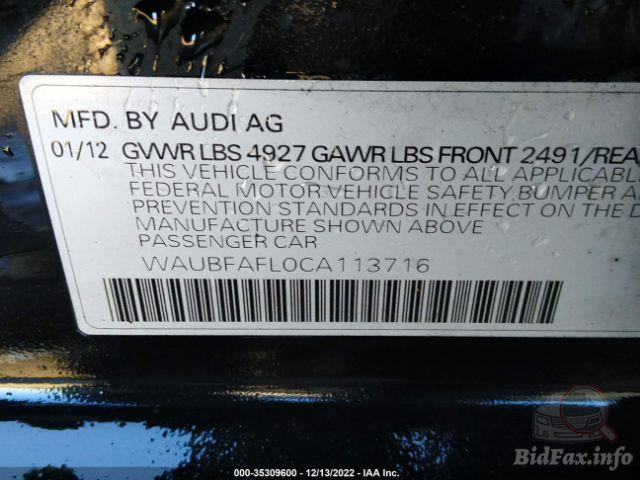 MFD. BY AUDI AG
01/12 GVWR LBS 4927 GAWR LBS FRONT 2491/REA
THIS VEHICLE CONFORMS TO ALL APPLICABL
FEDERAL MOTOR VEHICLE SAFETY, BUMPER A
PREVENTION STANDARDS IN EFFECT ON THE D
MANUFACTURE SHOWN ABOVE
PASSENGER CAR
WAUBFAFL0CA113716
BidFax.info
000-35309600 - 12/13/2022 - IAA Inc.